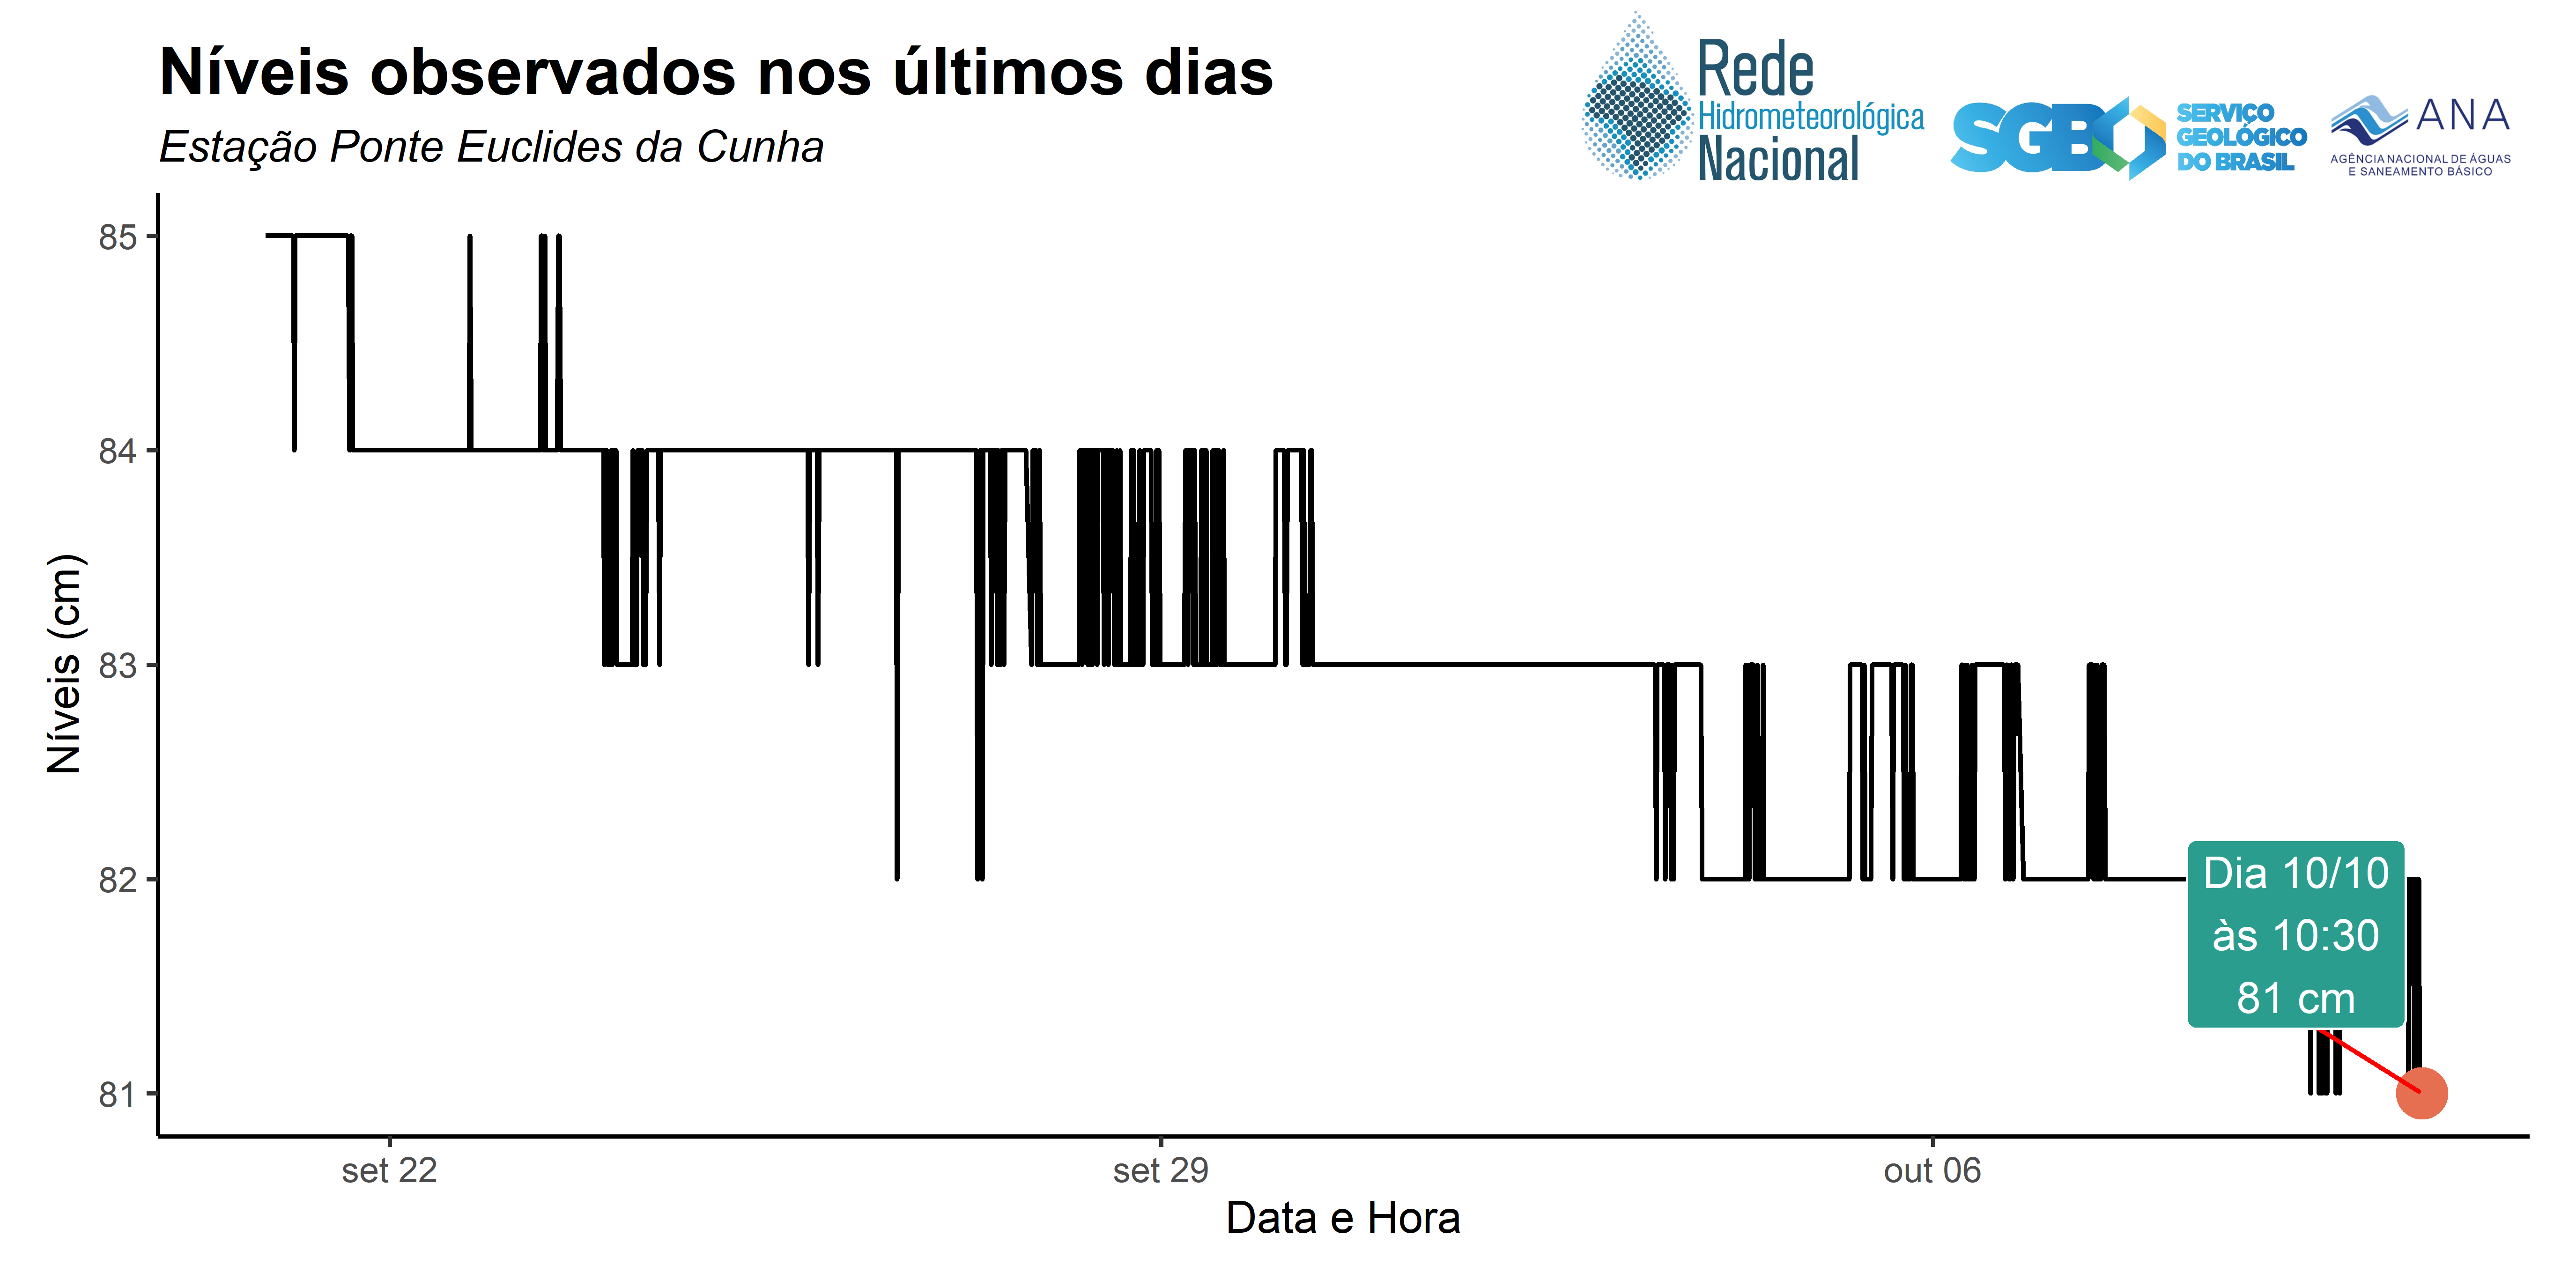 Níveis observados nos últimos dias
Estação Ponte Euclides da Cunha
Rede
Hidrometeorológica
Nacional
SGB
SERVIÇO
GEOLÓGICO
DO BRASIL
ANA
AGÊNCIA NACIONAL DE ÁGUAS
E SANEAMENTO BÁSICO
Níveis (cm)
85
84
83
82
81
Dia 10/10
às 10:30
81 cm
set 22
set 29
out 06
Data e Hora